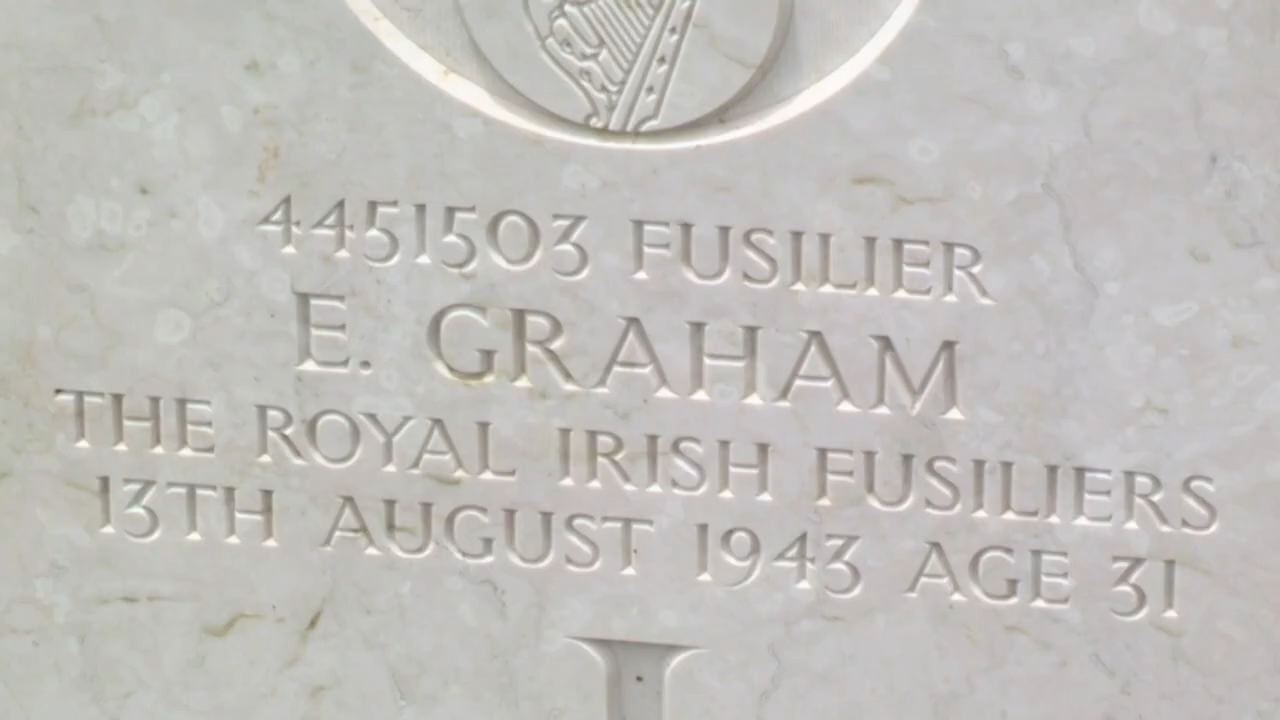 4451503 FUSILIER
E. GRAHAM
THE ROYAL IRISH FUSILIERS
13TH AUGUST 1943 AGE 31